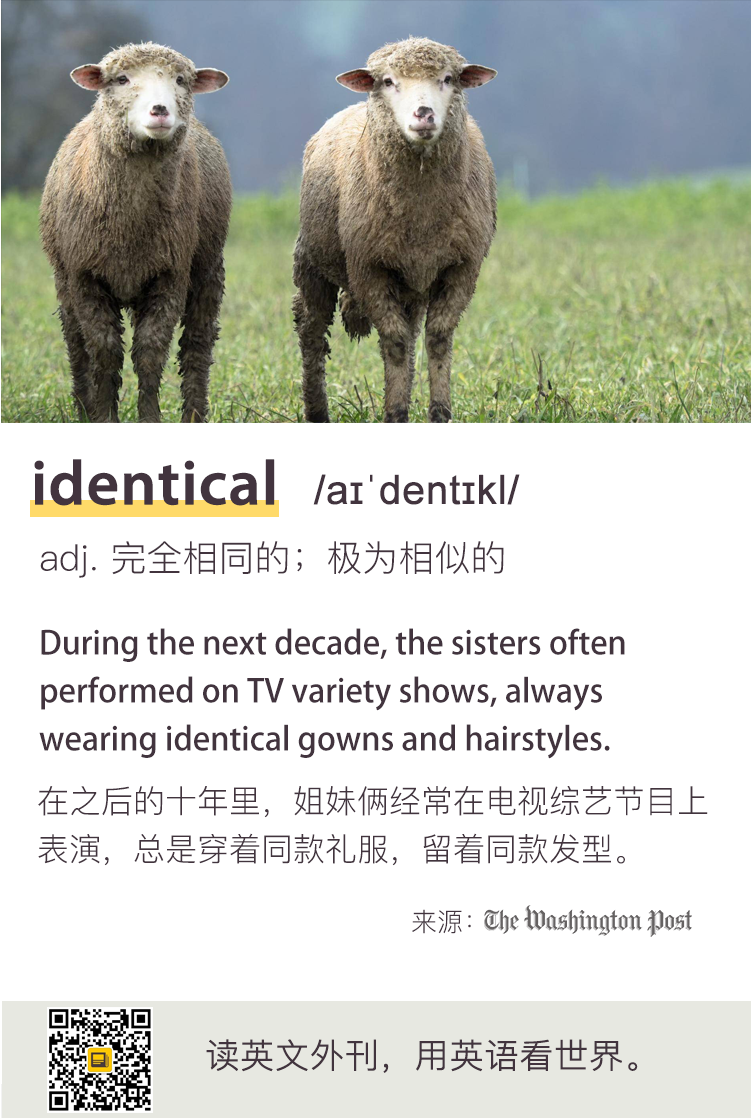 identical /aɪˈdentɪkl/
adj. 完全相同的；极为相似的
During the next decade, the sisters often
performed on TV variety shows, always
wearing identical gowns and hairstyles.
在之后的十年里，姐妹俩经常在电视综艺节目上
表演，总是穿着同款礼服，留着同款发型。
来源：The Washington Post
读英文外刊，用英语看世界。